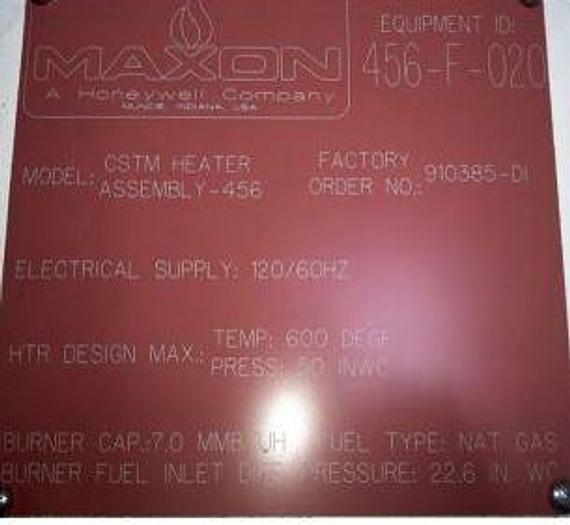 MAXON
A Honeywell Company
MUNCIE, INDIANA, USA
EQUIPMENT ID:
456-F-020
MODEL: GSTM HEATER
ASSEMBLY-456
FACTORY
ORDER NO.: 910385-D1
ELECTRICAL SUPPLY: 120/60HZ
HTR DESIGN MAX.: TEMP: 600 DEGF
PRESS: 50 INWC
BURNER CAP.:7.0 FUEL TYPE: NAT GAS
BURNER FUEL INLET PRESSURE: 22.6 IN. WC